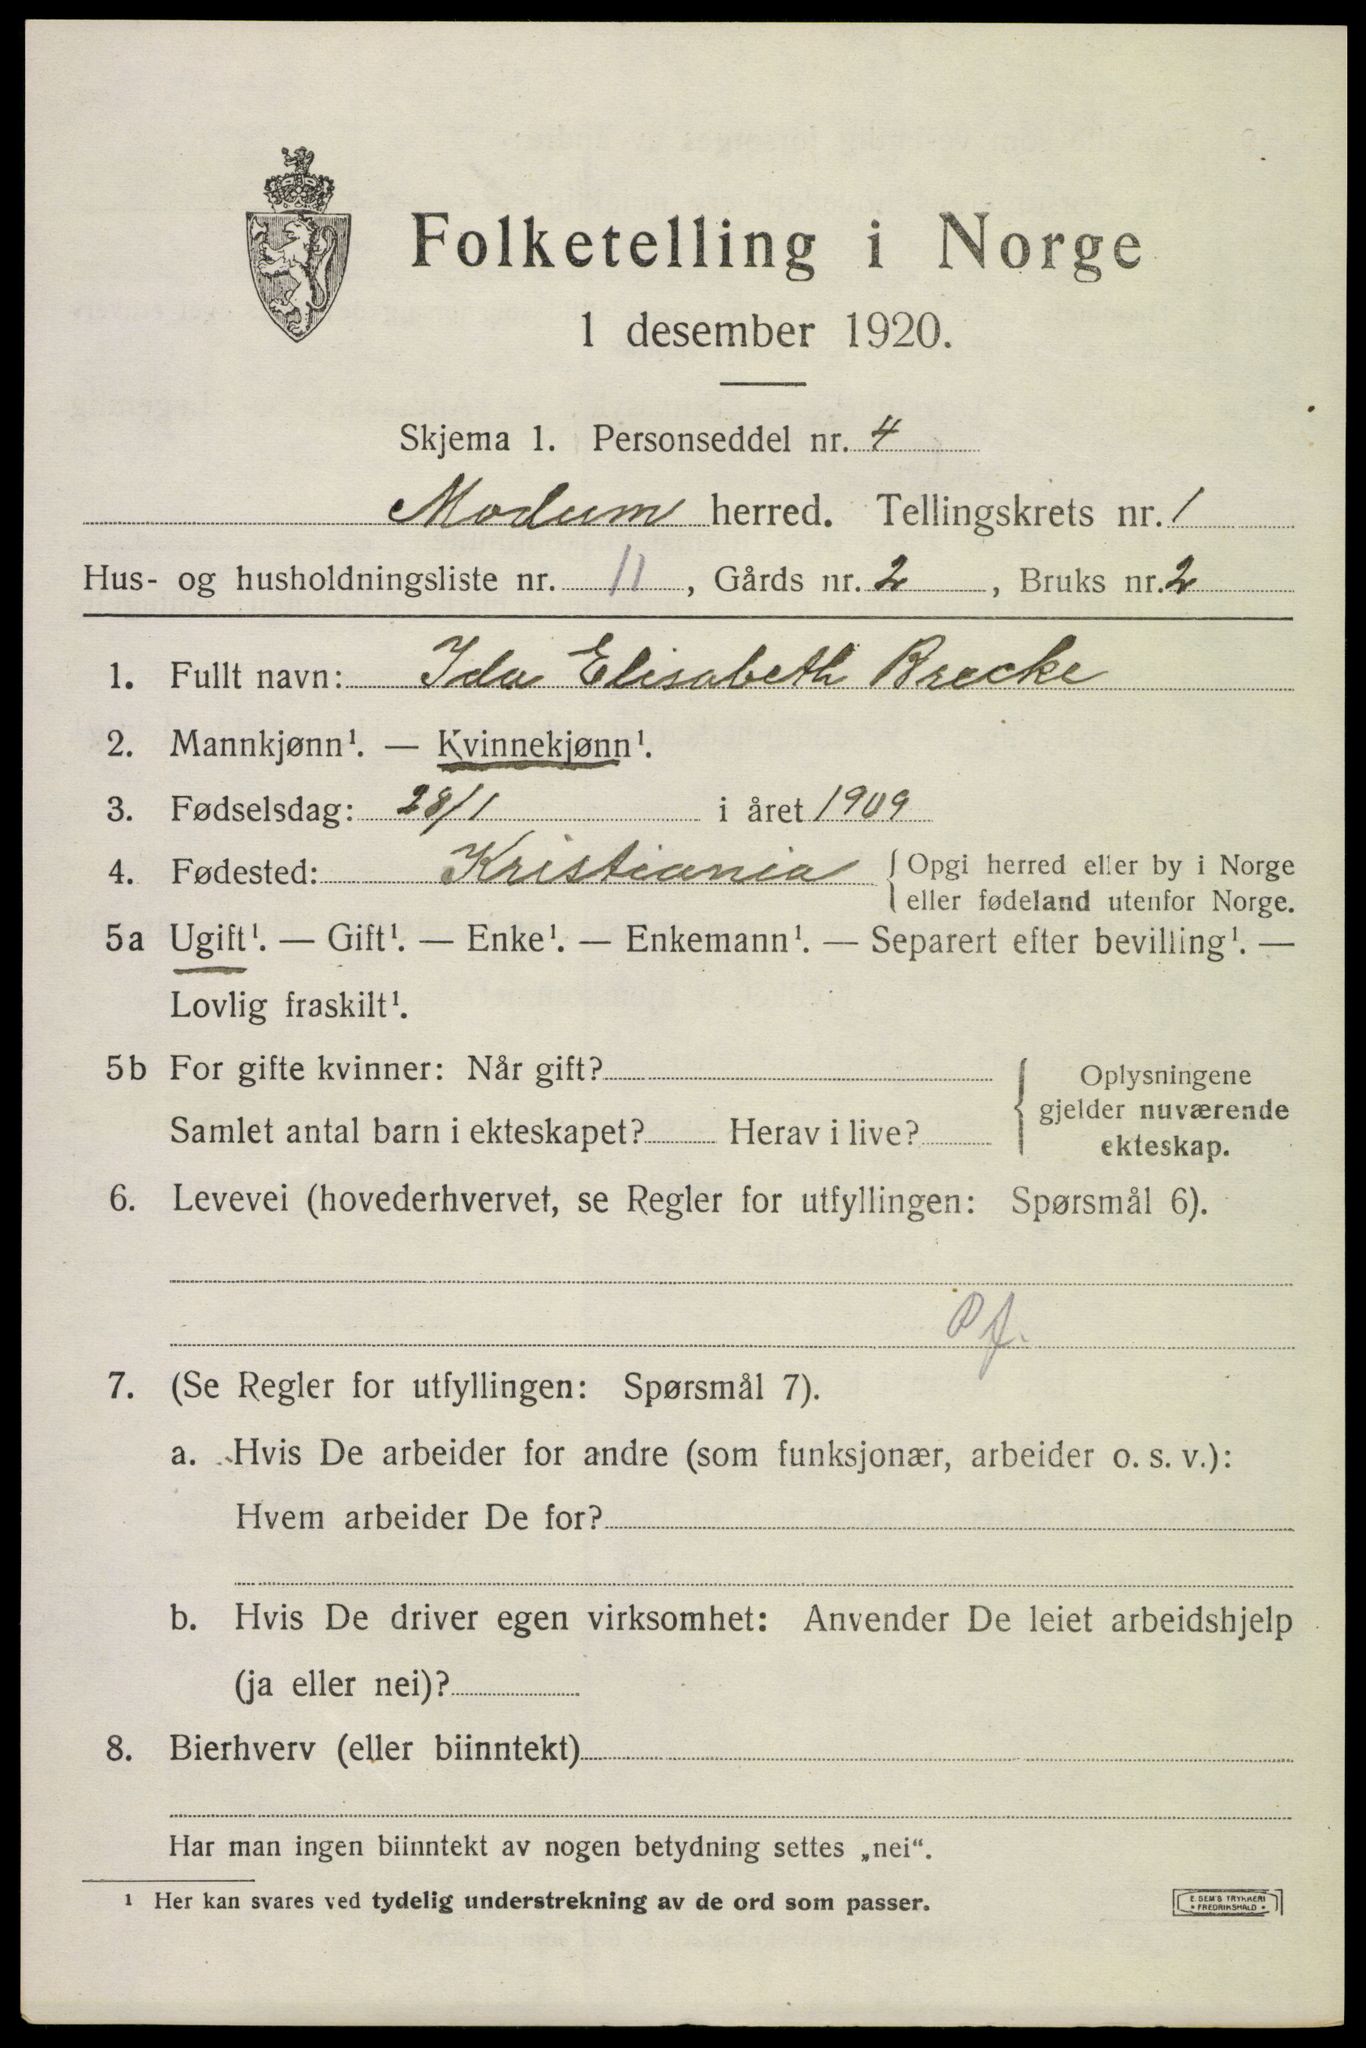 Folketelling i Norge
1 desember 1920.
Skjema 1. Personseddel nr. 4
Modum herred. Tellingskrets nr. 1
Hus- og husholdningsliste nr. 11, Gårds nr. 2, Bruks nr. 2
1. Fullt navn: Ida Elisabeth Brecke
2. Mannkjønn¹. — Kvinnekjønn¹.
3. Fødselsdag: 28/1 i året 1909
4. Fødested: Kristiania {Opgi herred eller by i Norge
eller fødeland utenfor Norge.
5a Ugift¹. — Gift¹. — Enke¹. — Enkemann¹. — Separert efter bevilling¹. —
Lovlig fraskilt¹.
5b For gifte kvinner: Når gift?
Samlet antal barn i ekteskapet? Herav i live?
Oplysningene
gjelder nuværende
ekteskap.
6. Levevei (hovederhvervet, se Regler for utfyllingen: Spørsmål 6).
Of.
7. (Se Regler for utfyllingen: Spørsmål 7).
a. Hvis De arbeider for andre (som funksjonær, arbeider o. s. v.):
Hvem arbeider De for?
b. Hvis De driver egen virksomhet: Anvender De leiet arbeidshjelp
(ja eller nei)?
8. Bierhverv (eller biinntekt)
Har man ingen biinntekt av nogen betydning settes „nei“.
¹ Her kan svares ved tydelig understrekning av de ord som passer.
E. SEM'S TRYKKERI
• FREDRIKSHALD •